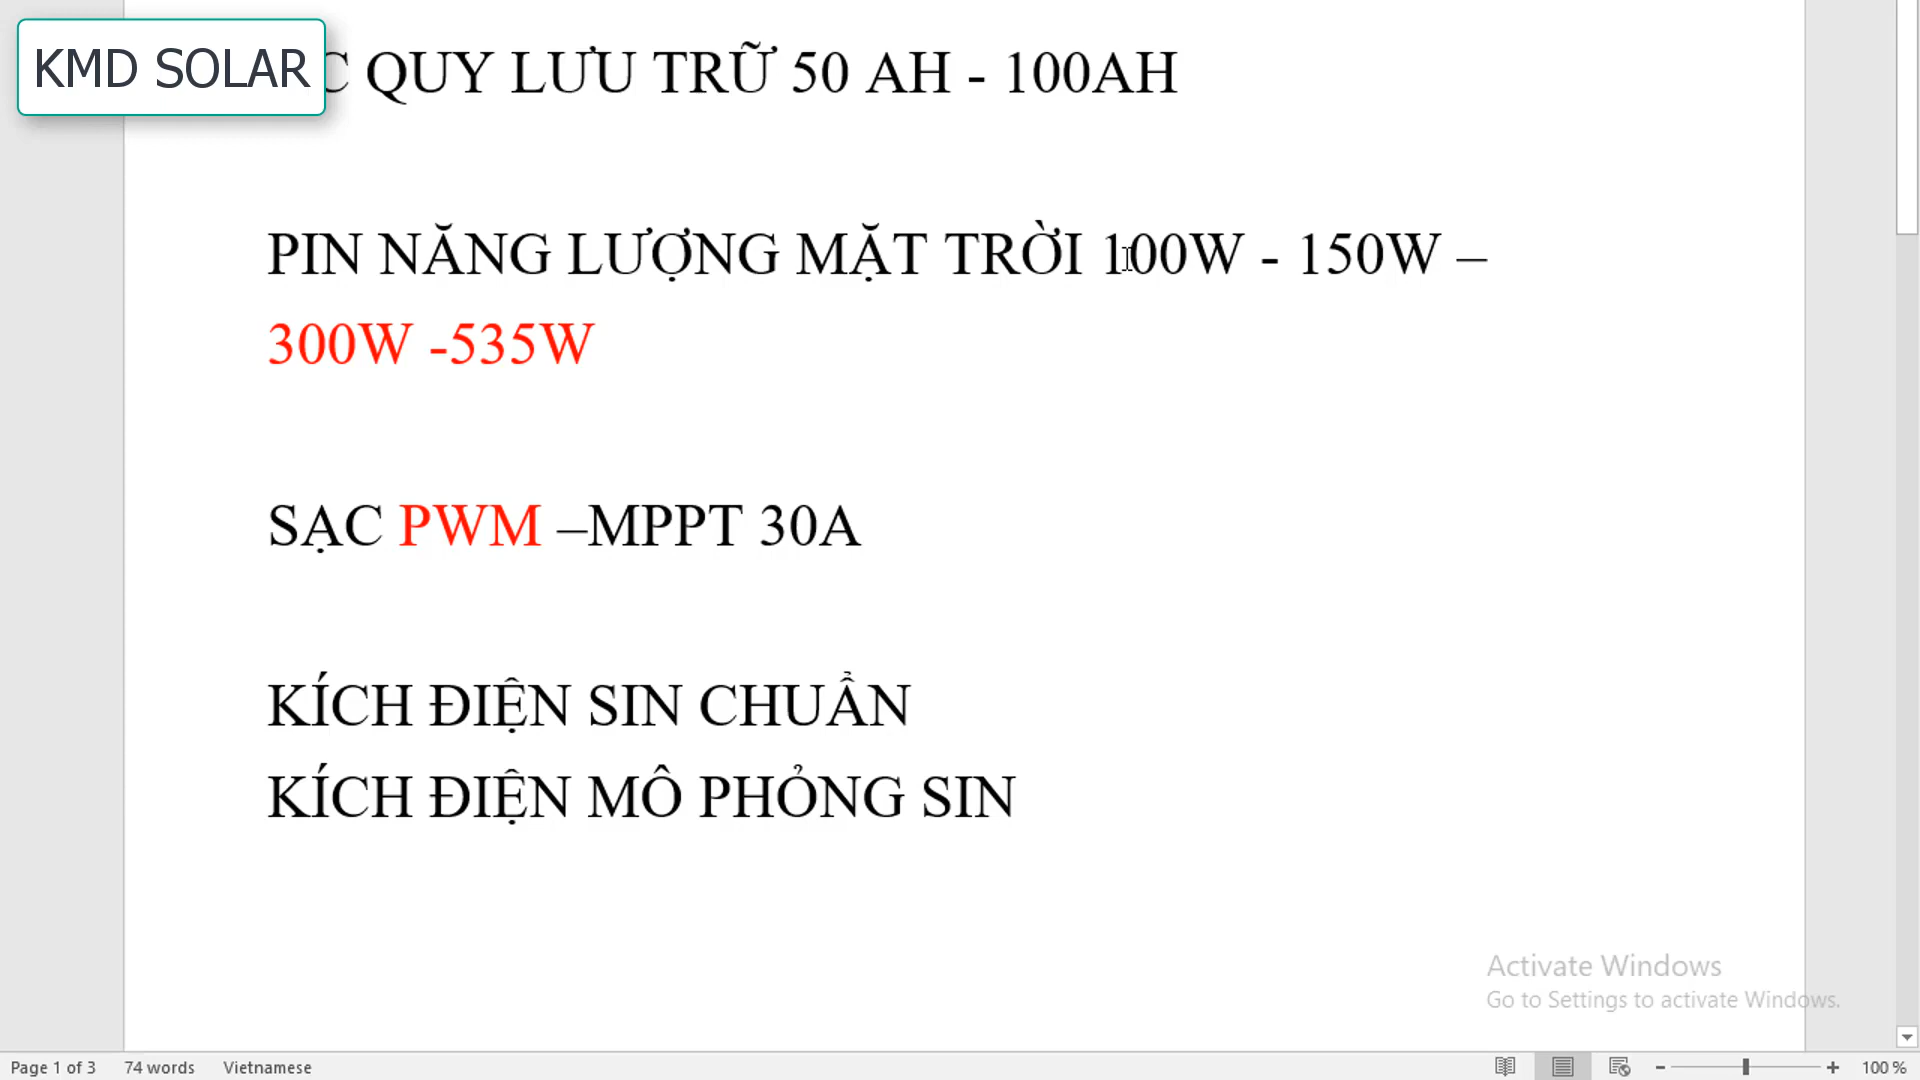 KMD SOLAR
C QUY LƯU TRỮ 50 AH - 100AH
PIN NĂNG LƯỢNG MẶT TRỜI 100W - 150W –
300W -535W
SẠC PWM –MPPT 30A
KÍCH ĐIỆN SIN CHUẨN
KÍCH ĐIỆN MÔ PHỎNG SIN
Activate Windows
Go to Settings to activate Windows.
Page 1 of 3 74 words Vietnamese 100 %